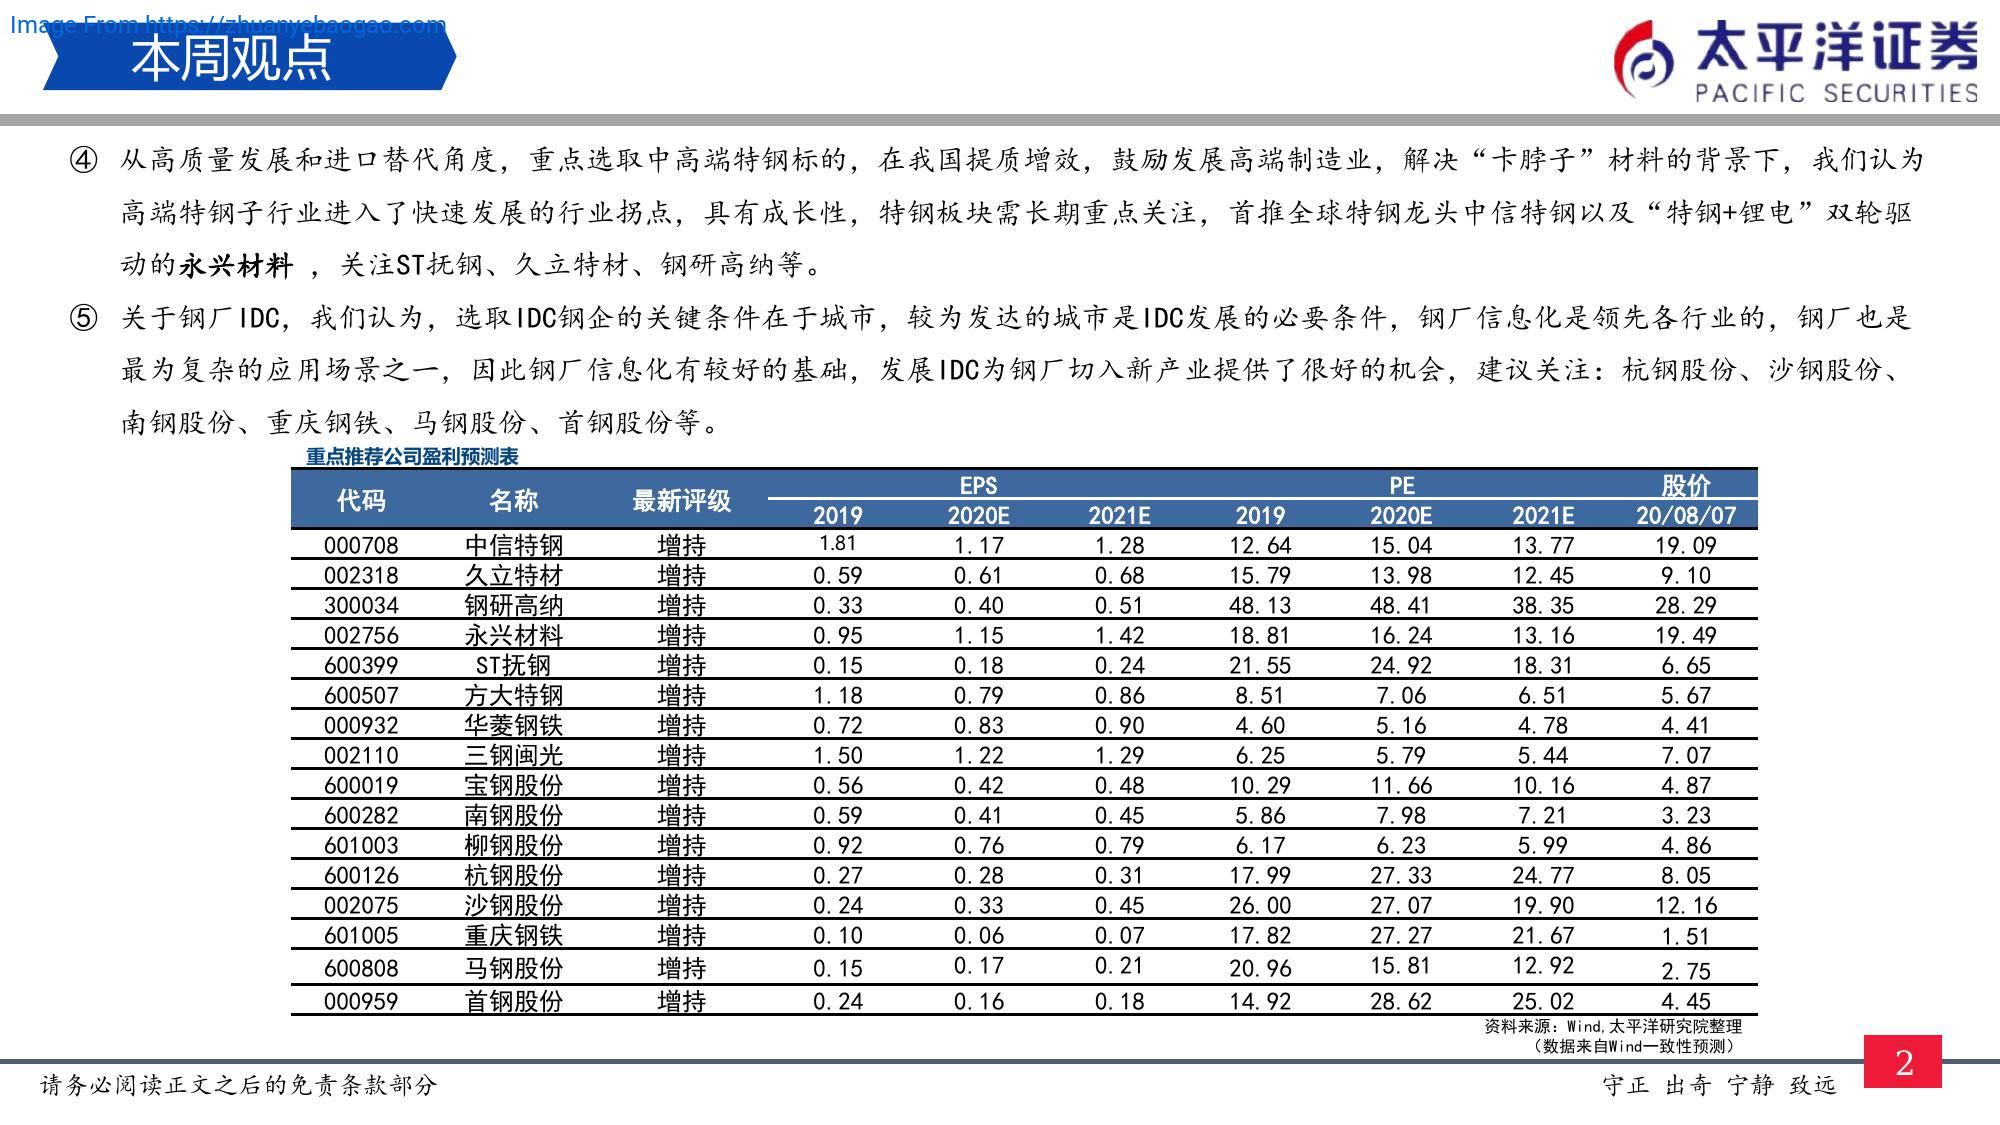 Image From https://zhuanyebaogao.com
本周观点
太平洋证券
PACIFIC SECURITIES
④ 从高质量发展和进口替代角度，重点选取中高端特钢标的，在我国提质增效，鼓励发展高端制造业，解决“卡脖子”材料的背景下，我们认为
高端特钢子行业进入了快速发展的行业拐点，具有成长性，特钢板块需长期重点关注，首推全球特钢龙头中信特钢以及“特钢+锂电”双轮驱
动的永兴材料 ，关注ST抚钢、久立特材、钢研高纳等。
⑤ 关于钢厂IDC，我们认为，选取IDC钢企的关键条件在于城市，较为发达的城市是IDC发展的必要条件，钢厂信息化是领先各行业的，钢厂也是
最为复杂的应用场景之一，因此钢厂信息化有较好的基础，发展IDC为钢厂切入新产业提供了很好的机会，建议关注：杭钢股份、沙钢股份、
南钢股份、重庆钢铁、马钢股份、首钢股份等。
重点推荐公司盈利预测表
代码 名称 最新评级 EPS PE 股价
2019 2020E 2021E 2019 2020E 2021E 20/08/07
000708 中信特钢 增持 1.81 1.17 1.28 12.64 15.04 13.77 19.09
002318 久立特材 增持 0.59 0.61 0.68 15.79 13.98 12.45 9.10
300034 钢研高纳 增持 0.33 0.40 0.51 48.13 48.41 38.35 28.29
002756 永兴材料 增持 0.95 1.15 1.42 18.81 16.24 13.16 19.49
600399 ST抚钢 增持 0.15 0.18 0.24 21.55 24.92 18.31 6.65
600507 方大特钢 增持 1.18 0.79 0.86 8.51 7.06 6.51 5.67
000932 华菱钢铁 增持 0.72 0.83 0.90 4.60 5.16 4.78 4.41
002110 三钢闽光 增持 1.50 1.22 1.29 6.25 5.79 5.44 7.07
600019 宝钢股份 增持 0.56 0.42 0.48 10.29 11.66 10.16 4.87
600282 南钢股份 增持 0.59 0.41 0.45 5.86 7.98 7.21 3.23
601003 柳钢股份 增持 0.92 0.76 0.79 6.17 6.23 5.99 4.86
600126 杭钢股份 增持 0.27 0.28 0.31 17.99 27.33 24.77 8.05
002075 沙钢股份 增持 0.24 0.33 0.45 26.00 27.07 19.90 12.16
601005 重庆钢铁 增持 0.10 0.06 0.07 17.82 27.27 21.67 1.51
600808 马钢股份 增持 0.15 0.17 0.21 20.96 15.81 12.92 2.75
000959 首钢股份 增持 0.24 0.16 0.18 14.92 28.62 25.02 4.45
资料来源：Wind,太平洋研究院整理
（数据来自Wind一致性预测）
请务必阅读正文之后的免责条款部分
守正 出奇 宁静 致远
2